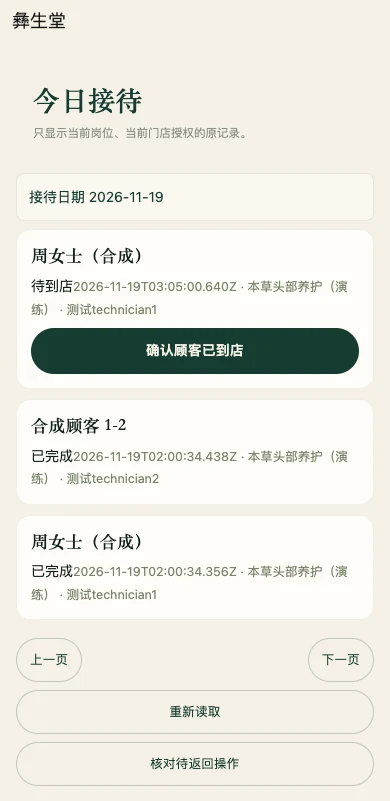 彝生堂
今日接待
只显示当前岗位、当前门店授权的原记录。
接待日期 2026-11-19
周女士（合成）
待到店2026-11-19T03:05:00.640Z · 本草头部养护（演
练） · 测试technician1
确认顾客已到店
合成顾客 1-2
已完成2026-11-19T02:00:34.438Z · 本草头部养护（演
练） · 测试technician2
周女士（合成）
已完成2026-11-19T02:00:34.356Z · 本草头部养护（演
练） · 测试technician1
上一页
下一页
重新读取
核对待返回操作